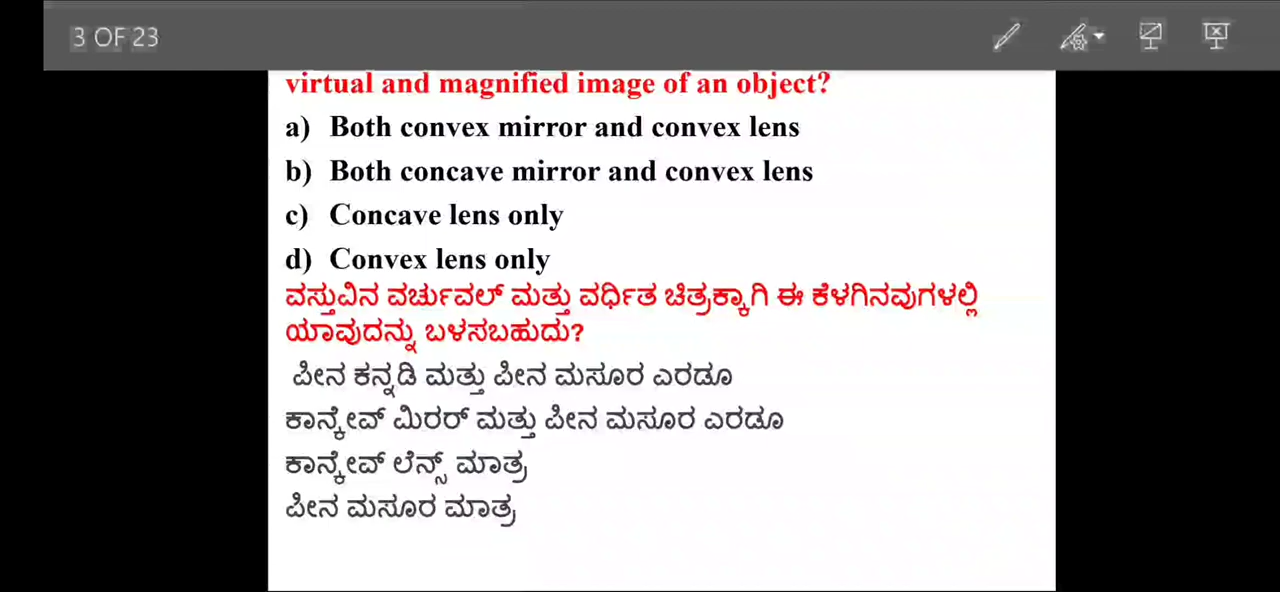 3 OF 23
virtual and magnified image of an object?
a) Both convex mirror and convex lens
b) Both concave mirror and convex lens
c) Concave lens only
d) Convex lens only
ವಸ್ತುವಿನ ವರ್ಚುವಲ್ ಮತ್ತು ವರ್ಧಿತ ಚಿತ್ರಕ್ಕಾಗಿ ಈ ಕೆಳಗಿನವುಗಳಲ್ಲಿ
ಯಾವುದನ್ನು ಬಳಸಬಹುದು?
ಪೀನ ಕನ್ನಡಿ ಮತ್ತು ಪೀನ ಮಸೂರ ಎರಡೂ
ಕಾನ್ಕೇವ್ ಮಿರರ್ ಮತ್ತು ಪೀನ ಮಸೂರ ಎರಡೂ
ಕಾನ್ಕೇವ್ ಲೆನ್ಸ್ ಮಾತ್ರ
ಪೀನ ಮಸೂರ ಮಾತ್ರ